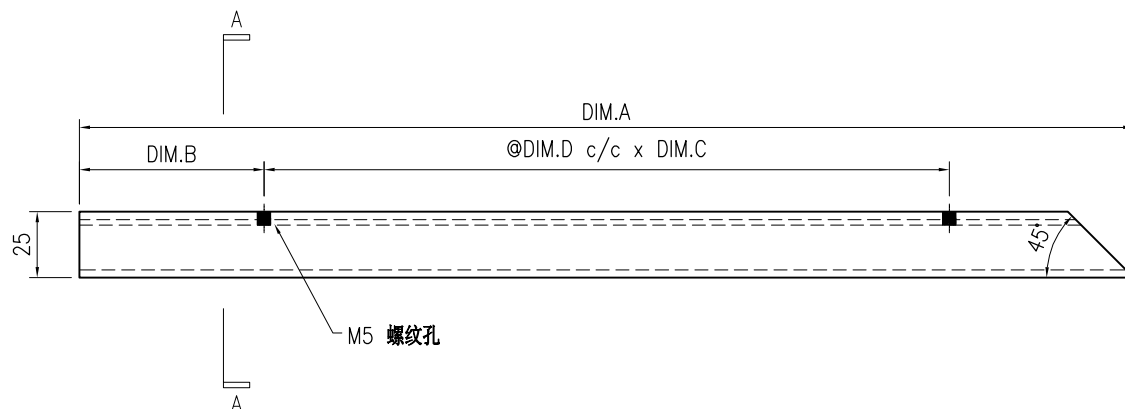 A
DIM.A
DIM.B
@DIM.D c/c x DIM.C
25
45°
M5 螺纹孔
A